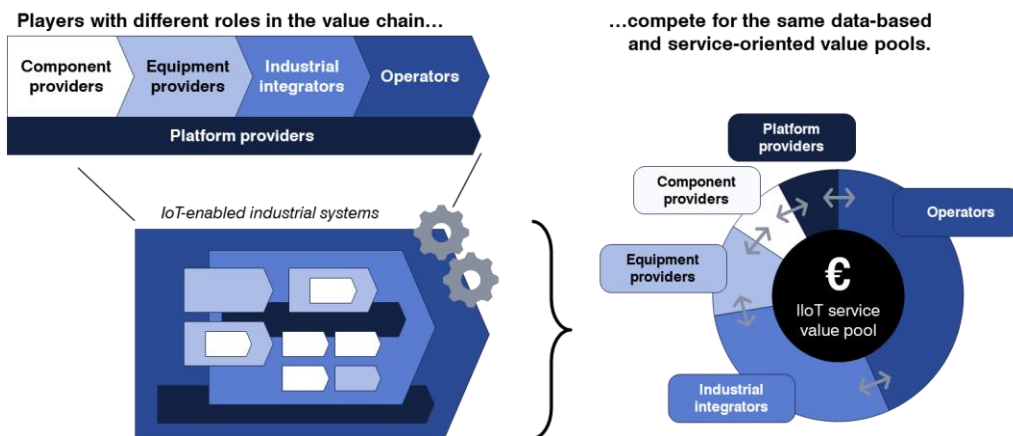 Players with different roles in the value chain…
…compete for the same data-based
and service-oriented value pools.
Component
providers
Equipment
providers
Industrial
integrators
Operators
Platform providers
IoT-enabled industrial systems
Platform
providers
Component
providers
Operators
Equipment
providers
€
IIoT service
value pool
Industrial
integrators